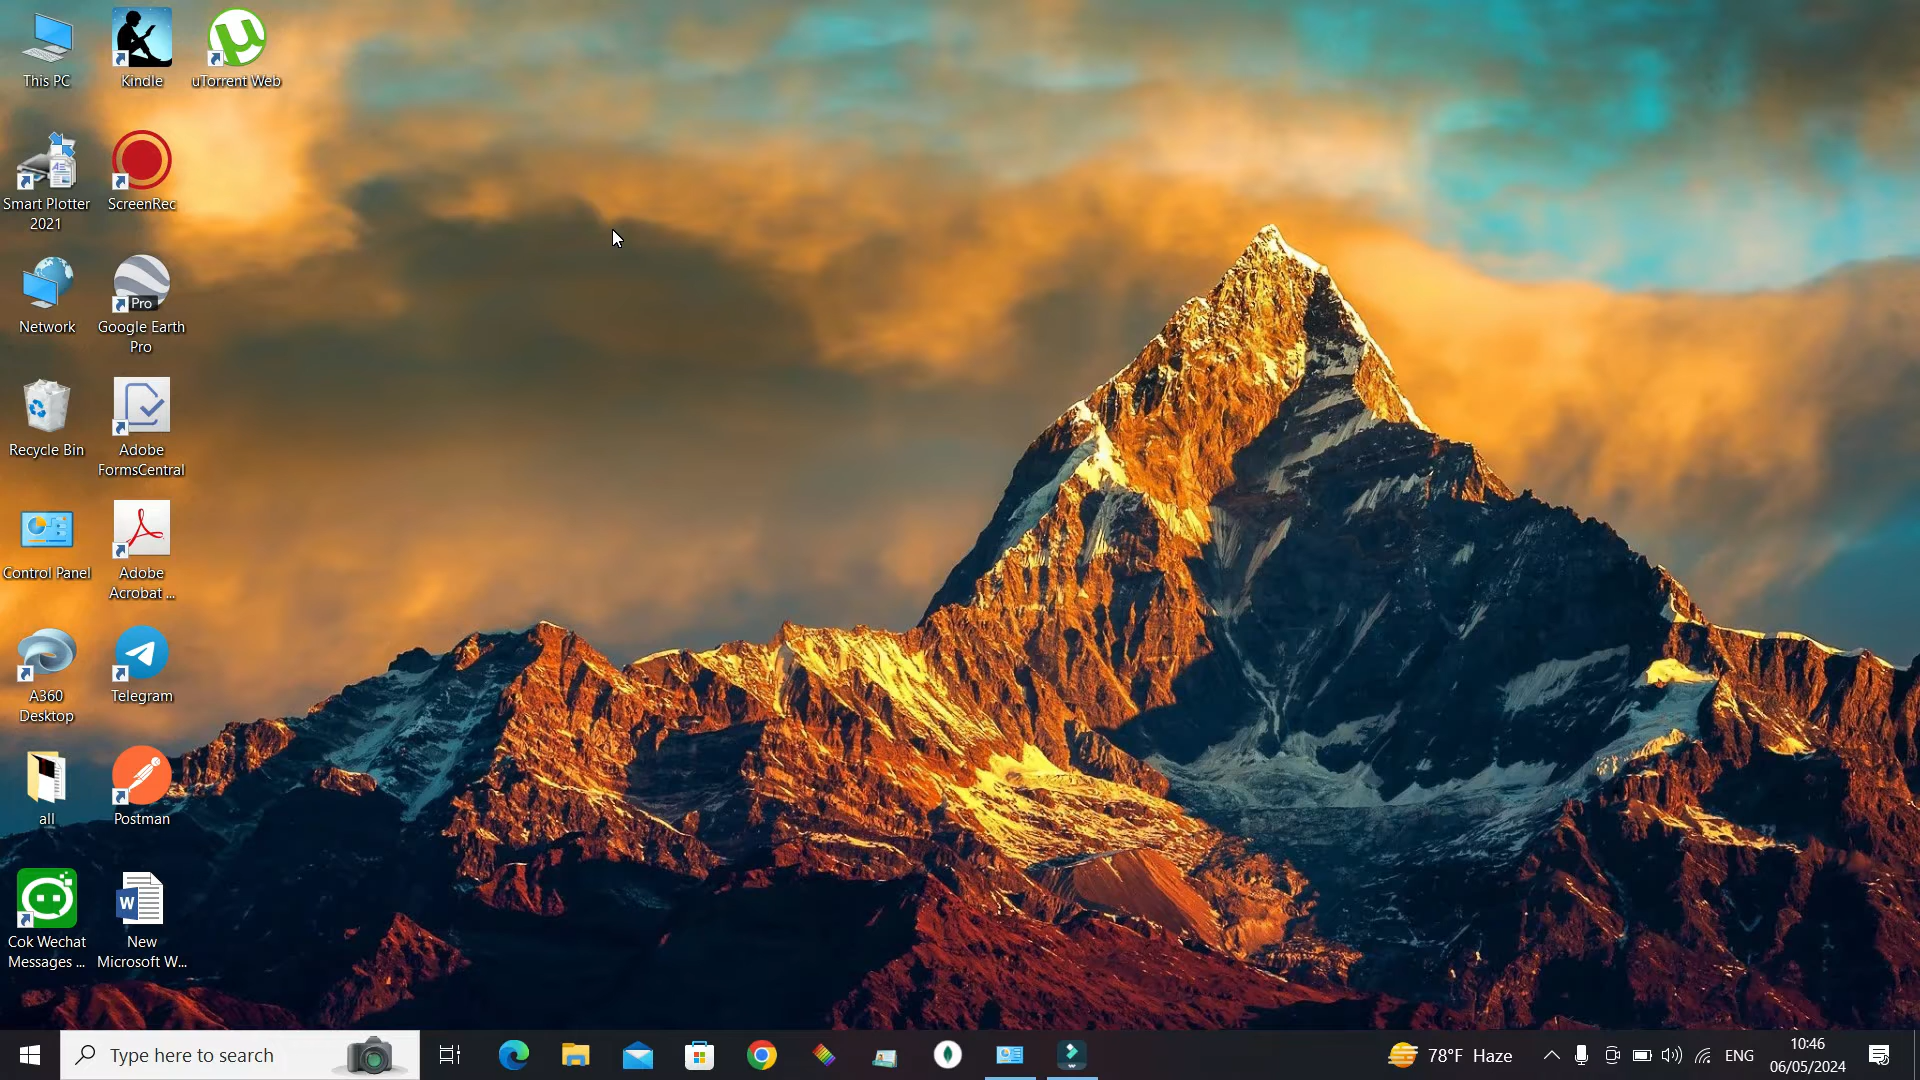 This PC
Kindle
uTorrent Web
Smart Plotter
2021
ScreenRec
Network
Pro
Google Earth
Pro
Recycle Bin
Adobe
FormsCentral
Control Panel
Adobe
Acrobat ...
A360
Desktop
Telegram
all
Postman
Cok Wechat
Messages ...
W
New
Microsoft W...
Type here to search
78°F Haze
ENG
10:46
06/05/2024